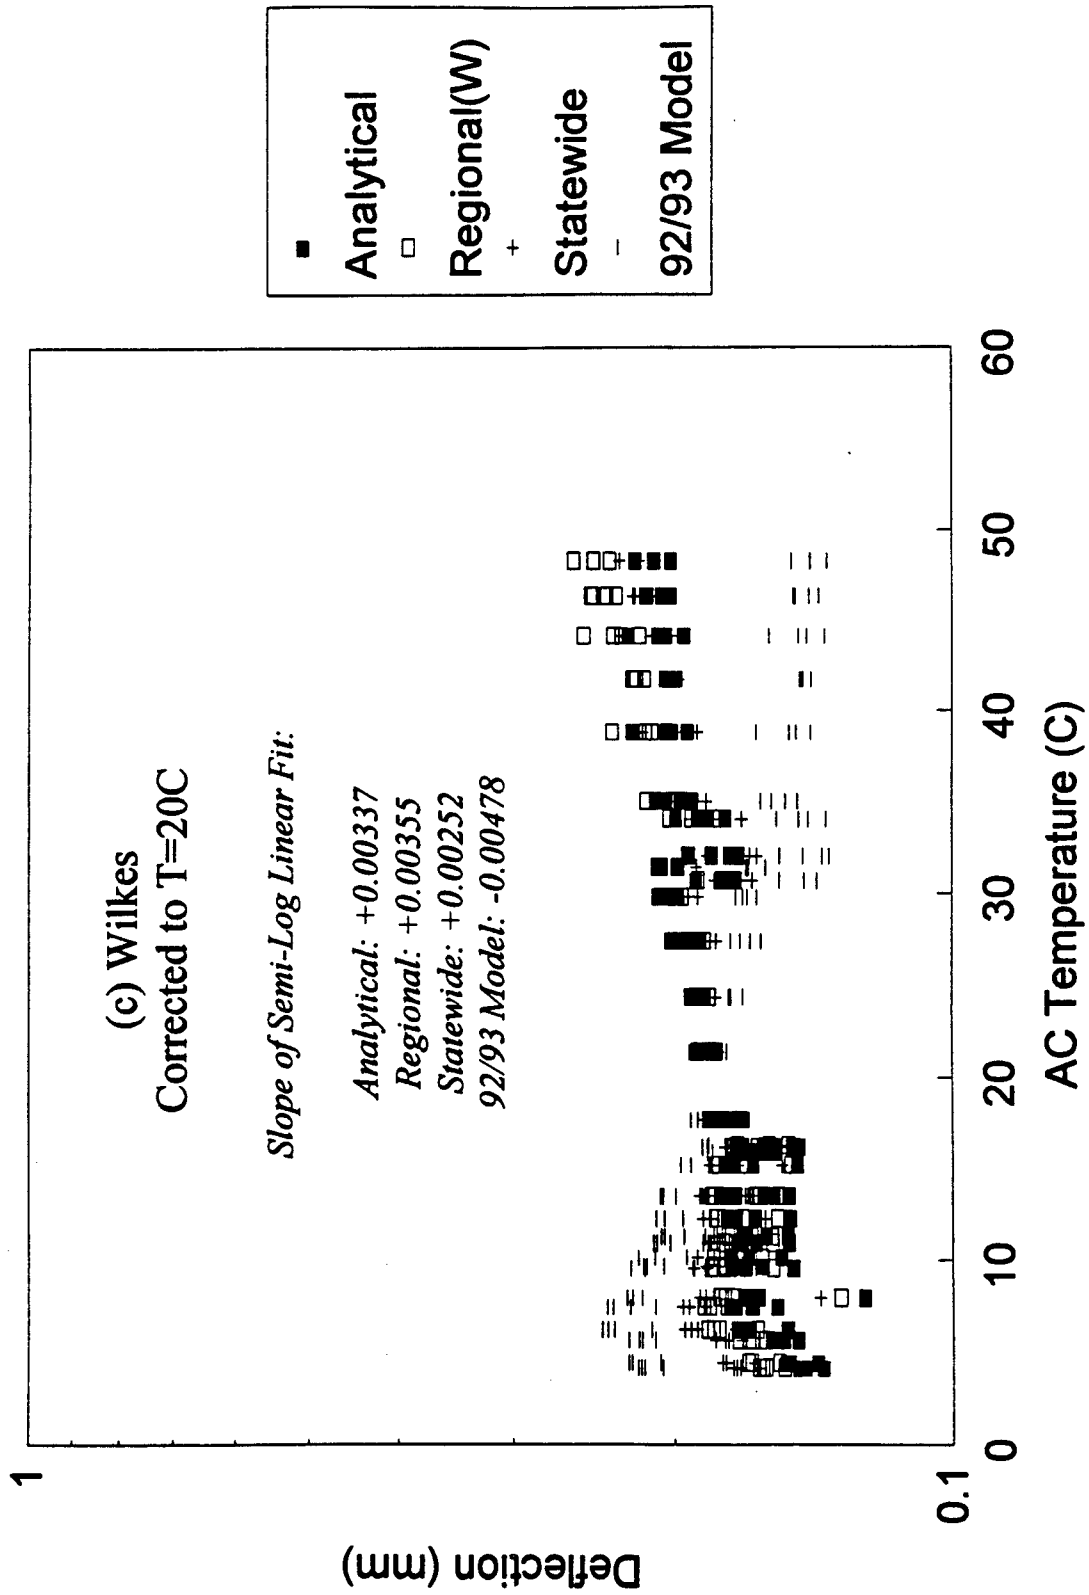 (c) Wilkes
Corrected to T=20C
Slope of Semi-Log Linear Fit:
Analytical: +0.00337
Regional: +0.00355
Statewide: +0.00252
92/93 Model: -0.00478
1
0.1
Deflection (mm)
0 10 20 30 40 50 60
AC Temperature (C)
Analytical
Regional(W)
Statewide
92/93 Model